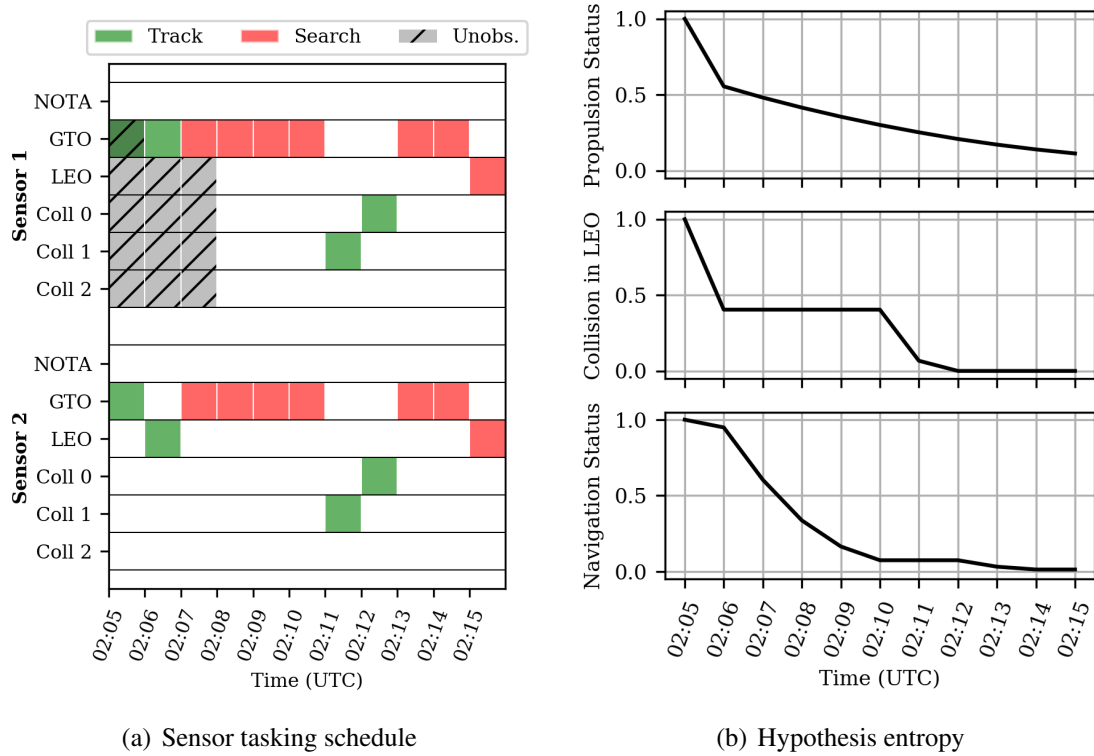 Track Search Unobs.
Sensor 1
NOTA
GTO
LEO
Coll 0
Coll 1
Coll 2
Sensor 2
NOTA
GTO
LEO
Coll 0
Coll 1
Coll 2
02:05 02:06 02:07 02:08 02:09 02:10 02:11 02:12 02:13 02:14 02:15
Time (UTC)
(a) Sensor tasking schedule
Propulsion Status
1.0
0.5
0.0
Collision in LEO
1.0
0.5
0.0
Navigation Status
1.0
0.5
0.0
02:05 02:06 02:07 02:08 02:09 02:10 02:11 02:12 02:13 02:14 02:15
Time (UTC)
(b) Hypothesis entropy